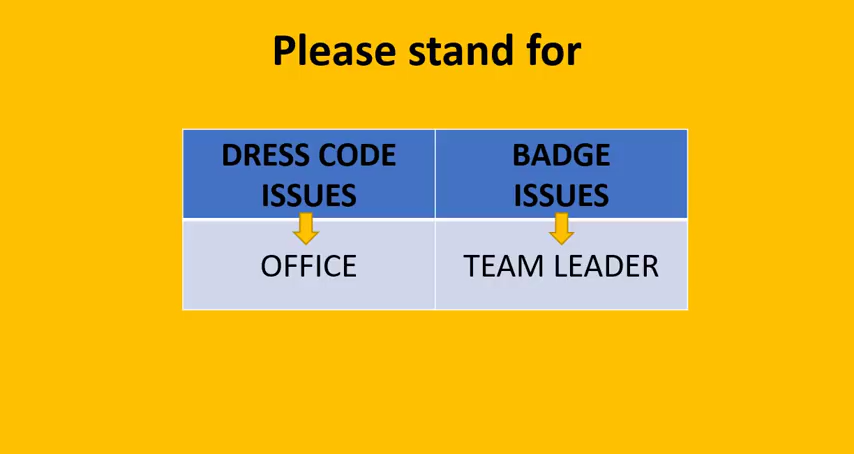 Please stand for
DRESS CODE
ISSUES
BADGE
ISSUES
OFFICE
TEAM LEADER